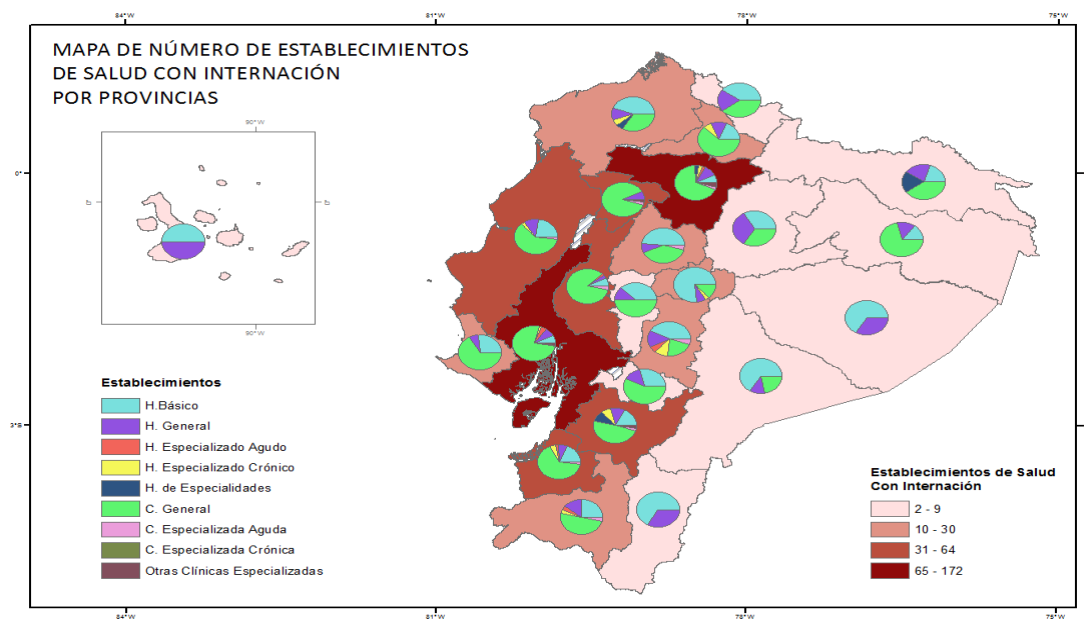 84°W
81°W
78°W
75°W
MAPA DE NÚMERO DE ESTABLECIMIENTOS
DE SALUD CON INTERNACIÓN
POR PROVINCIAS
90°W
0°
90°W
Establecimientos
H.Básico
H. General
H. Especializado Agudo
H. Especializado Crónico
H. de Especialidades
C. General
C. Especializada Aguda
C. Especializada Crónica
Otras Clínicas Especializadas
Establecimientos de Salud
Con Internación
2 - 9
10 - 30
31 - 64
65 - 172
84°W
81°W
78°W
75°W